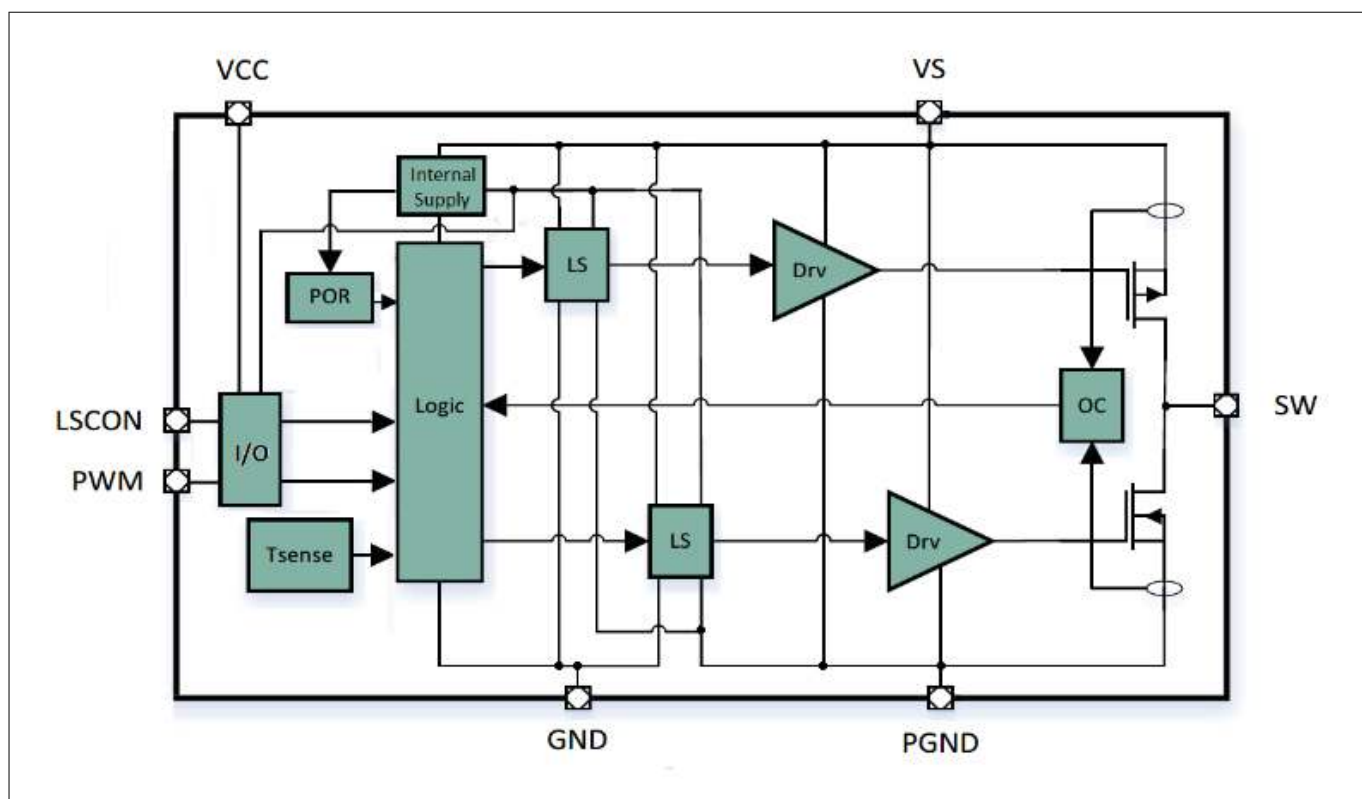 VCC
VS
Internal
Supply
LS
Drv
POR
Logic
OC
SW
LSCON
I/O
PWM
Tsense
LS
Drv
GND
PGND